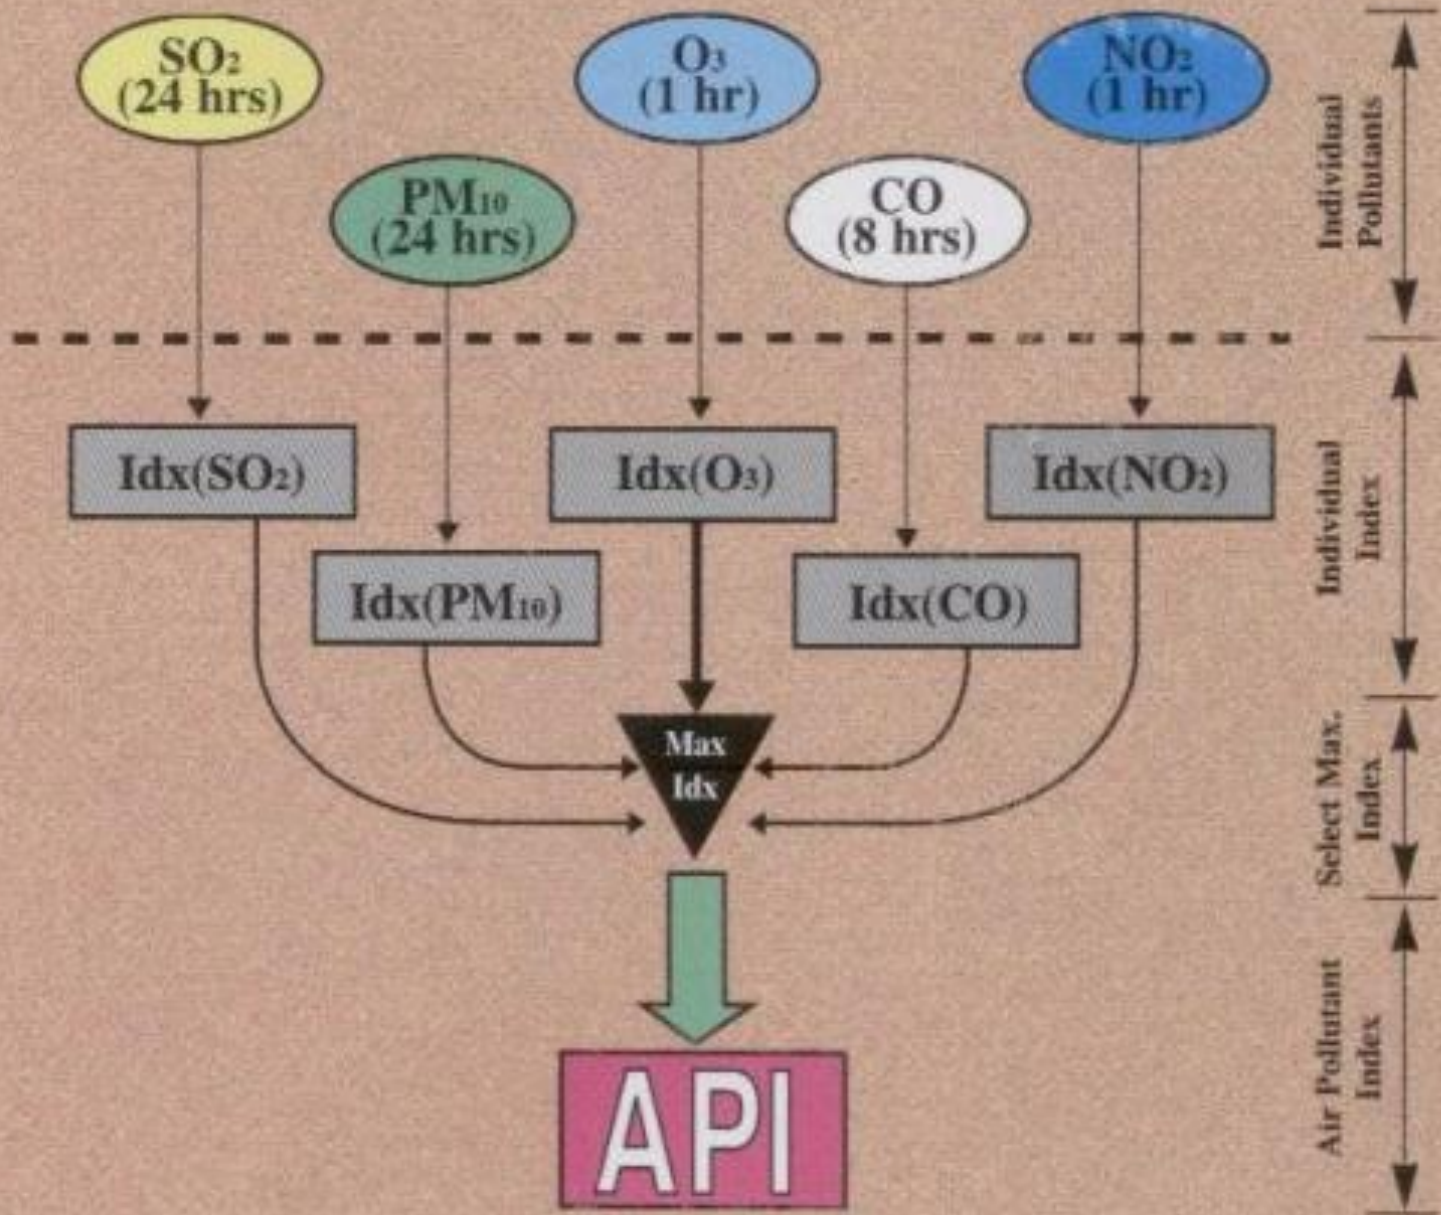 SO₂
(24 hrs)
O₃
(1 hr)
NO₂
(1 hr)
PM₁₀
(24 hrs)
CO
(8 hrs)
Individual
Pollutants
Idx(SO₂)
Idx(O₃)
Idx(NO₂)
Idx(PM₁₀)
Idx(CO)
Individual
Index
Max
Idx
Select Max.
Index
API
Air Pollutant
Index